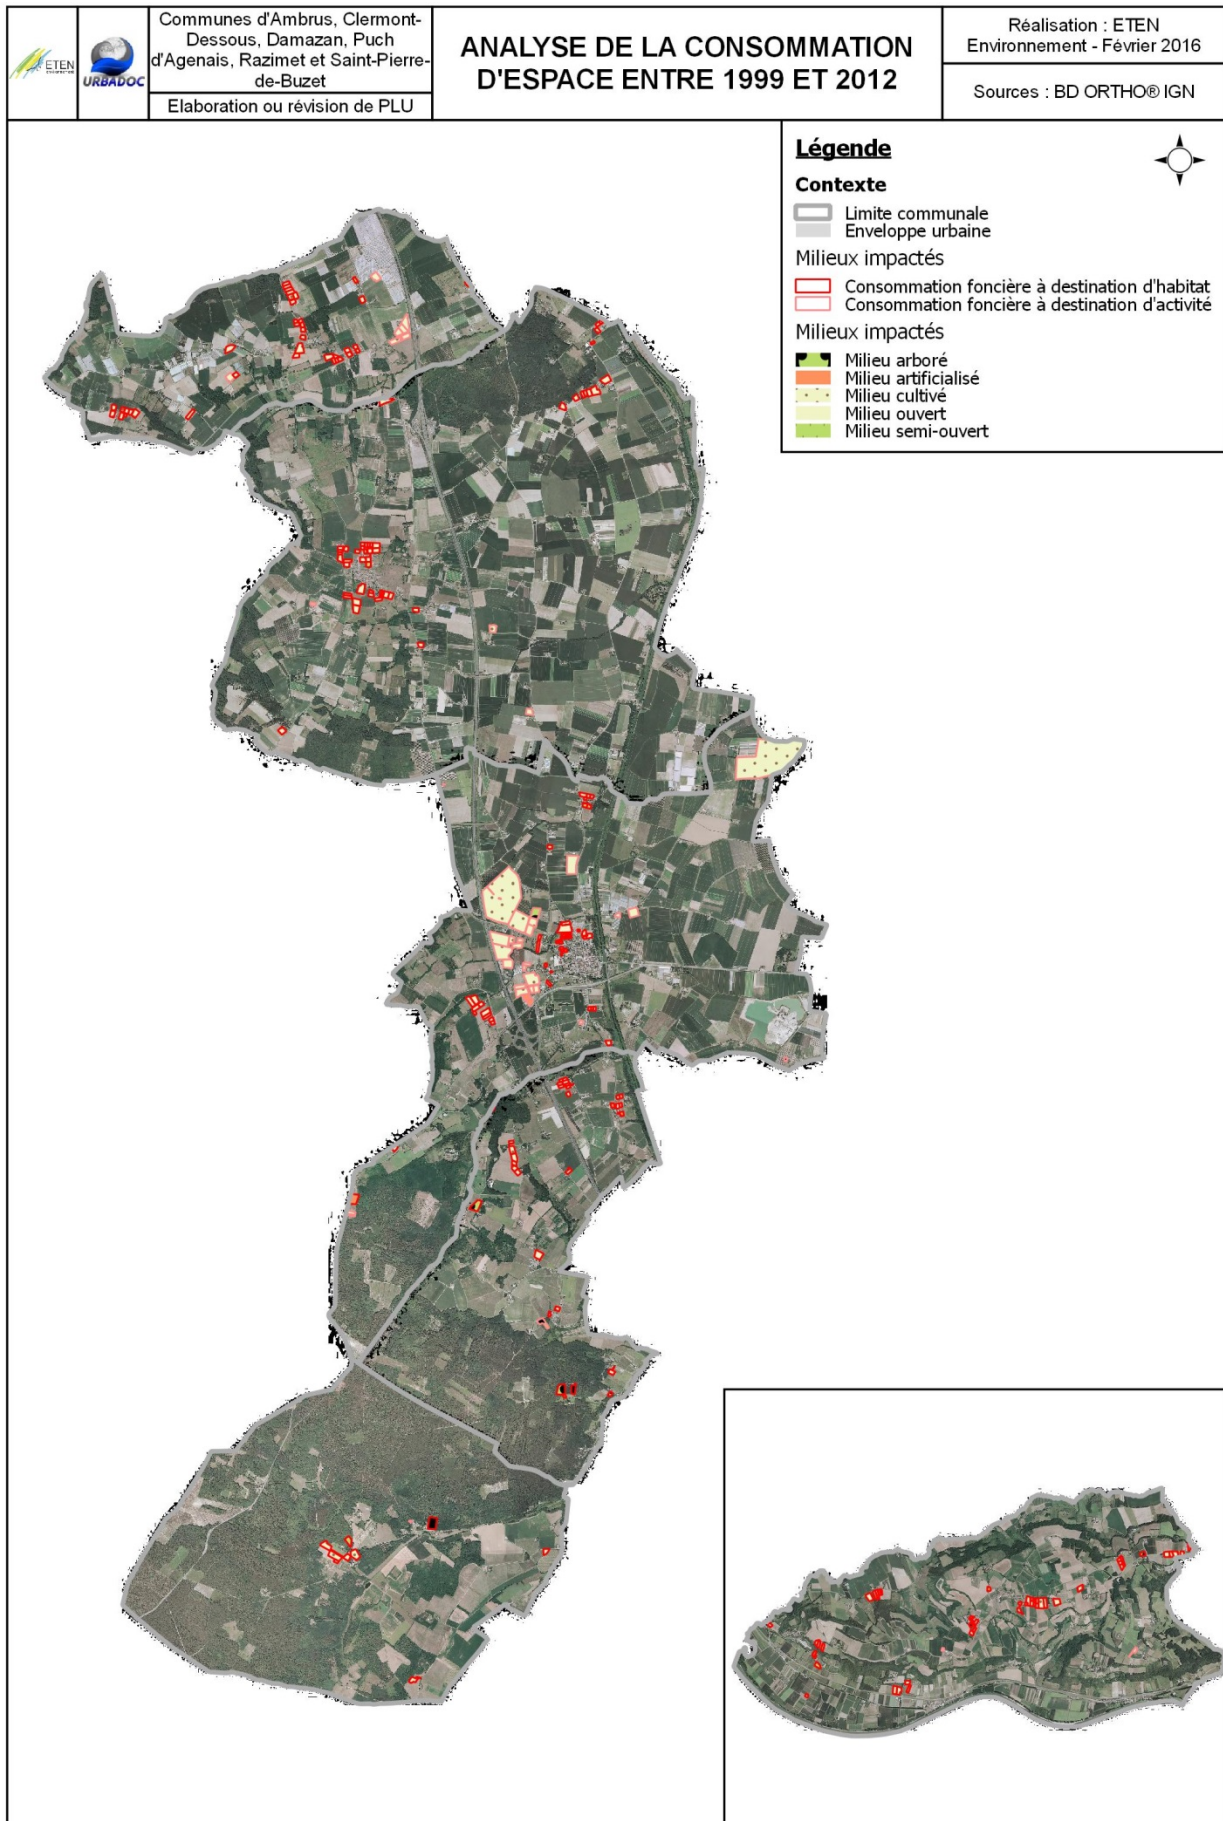 ETEN
URBADOC
Communes d'Ambrus, Clermont-
Dessous, Damazan, Puch
d'Agenais, Razimet et Saint-Pierre-
de-Buzet
Elaboration ou révision de PLU
ANALYSE DE LA CONSOMMATION
D'ESPACE ENTRE 1999 ET 2012
Réalisation : ETEN
Environnement - Février 2016
Sources : BD ORTHO® IGN
Légende
Contexte
Limite communale
Enveloppe urbaine
Milieux impactés
Consommation foncière à destination d'habitat
Consommation foncière à destination d'activité
Milieux impactés
Milieu arboré
Milieu artificialisé
Milieu cultivé
Milieu ouvert
Milieu semi-ouvert